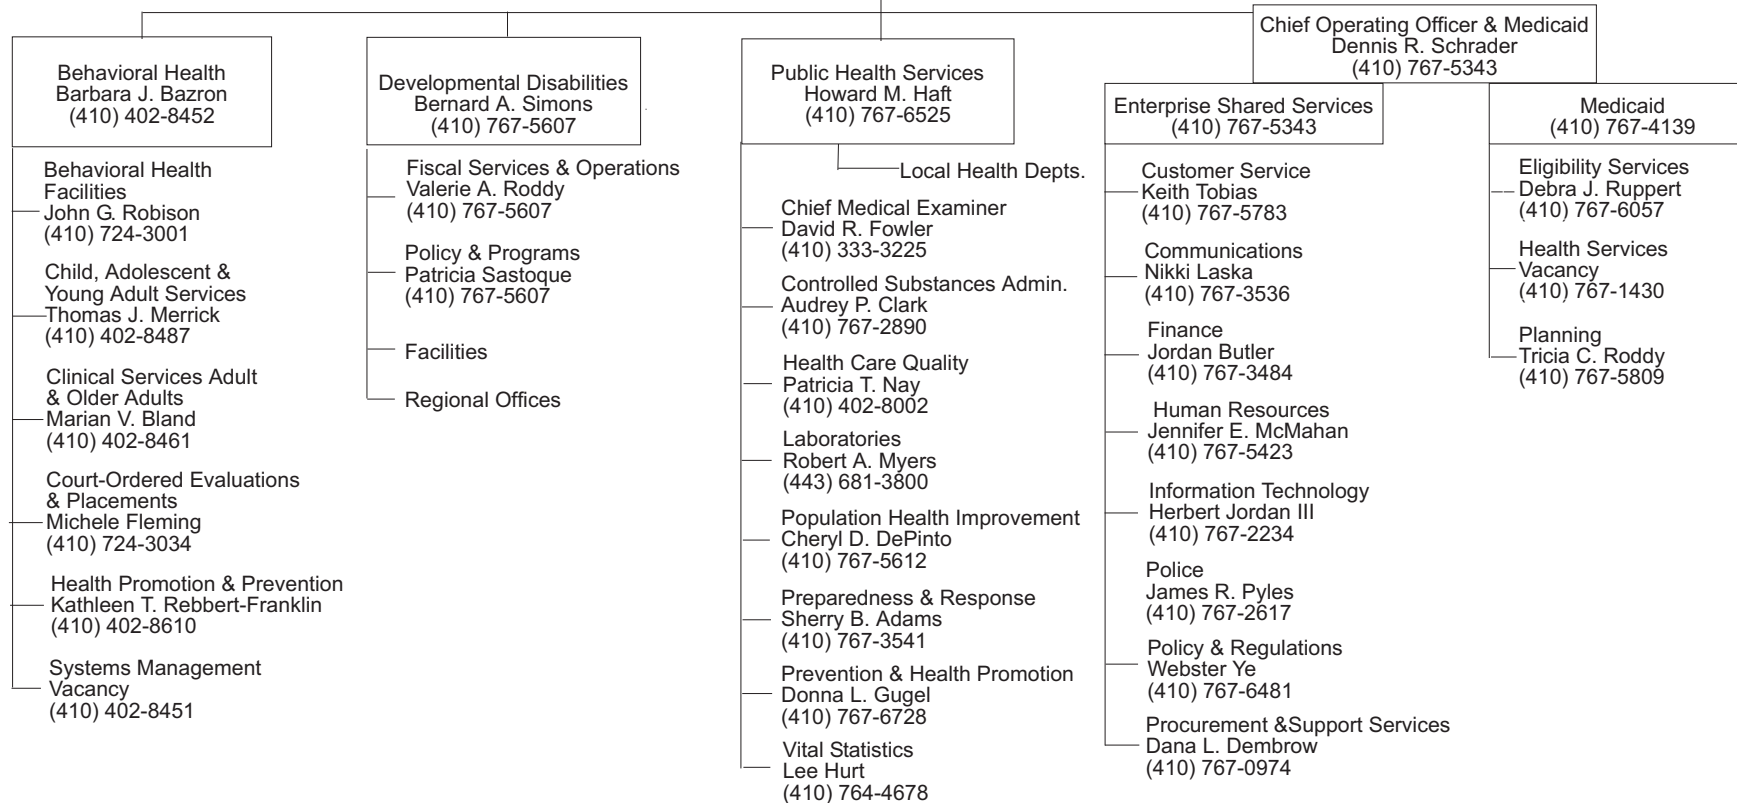 Chief Operating Officer & Medicaid
Dennis R. Schrader
(410) 767-5343
Behavioral Health
Barbara J. Bazron
(410) 402-8452
Behavioral Health
Facilities
John G. Robison
(410) 724-3001
Child, Adolescent &
Young Adult Services
Thomas J. Merrick
(410) 402-8487
Clinical Services Adult
& Older Adults
Marian V. Bland
(410) 402-8461
Court-Ordered Evaluations
& Placements
Michele Fleming
(410) 724-3034
Health Promotion & Prevention
Kathleen T. Rebbert-Franklin
(410) 402-8610
Systems Management
Vacancy
(410) 402-8451
Developmental Disabilities
Bernard A. Simons
(410) 767-5607
Fiscal Services & Operations
Valerie A. Roddy
(410) 767-5607
Policy & Programs
Patricia Sastoque
(410) 767-5607
Facilities
Regional Offices
Public Health Services
Howard M. Haft
(410) 767-6525
Local Health Depts.
Chief Medical Examiner
David R. Fowler
(410) 333-3225
Controlled Substances Admin.
Audrey P. Clark
(410) 767-2890
Health Care Quality
Patricia T. Nay
(410) 402-8002
Laboratories
Robert A. Myers
(443) 681-3800
Population Health Improvement
Cheryl D. DePinto
(410) 767-5612
Preparedness & Response
Sherry B. Adams
(410) 767-3541
Prevention & Health Promotion
Donna L. Gugel
(410) 767-6728
Vital Statistics
Lee Hurt
(410) 764-4678
Enterprise Shared Services
(410) 767-5343
Customer Service
Keith Tobias
(410) 767-5783
Communications
Nikki Laska
(410) 767-3536
Finance
Jordan Butler
(410) 767-3484
Human Resources
Jennifer E. McMahan
(410) 767-5423
Information Technology
Herbert Jordan III
(410) 767-2234
Police
James R. Pyles
(410) 767-2617
Policy & Regulations
Webster Ye
(410) 767-6481
Procurement &Support Services
Dana L. Dembrow
(410) 767-0974
Medicaid
(410) 767-4139
Eligibility Services
Debra J. Ruppert
(410) 767-6057
Health Services
Vacancy
(410) 767-1430
Planning
Tricia C. Roddy
(410) 767-5809